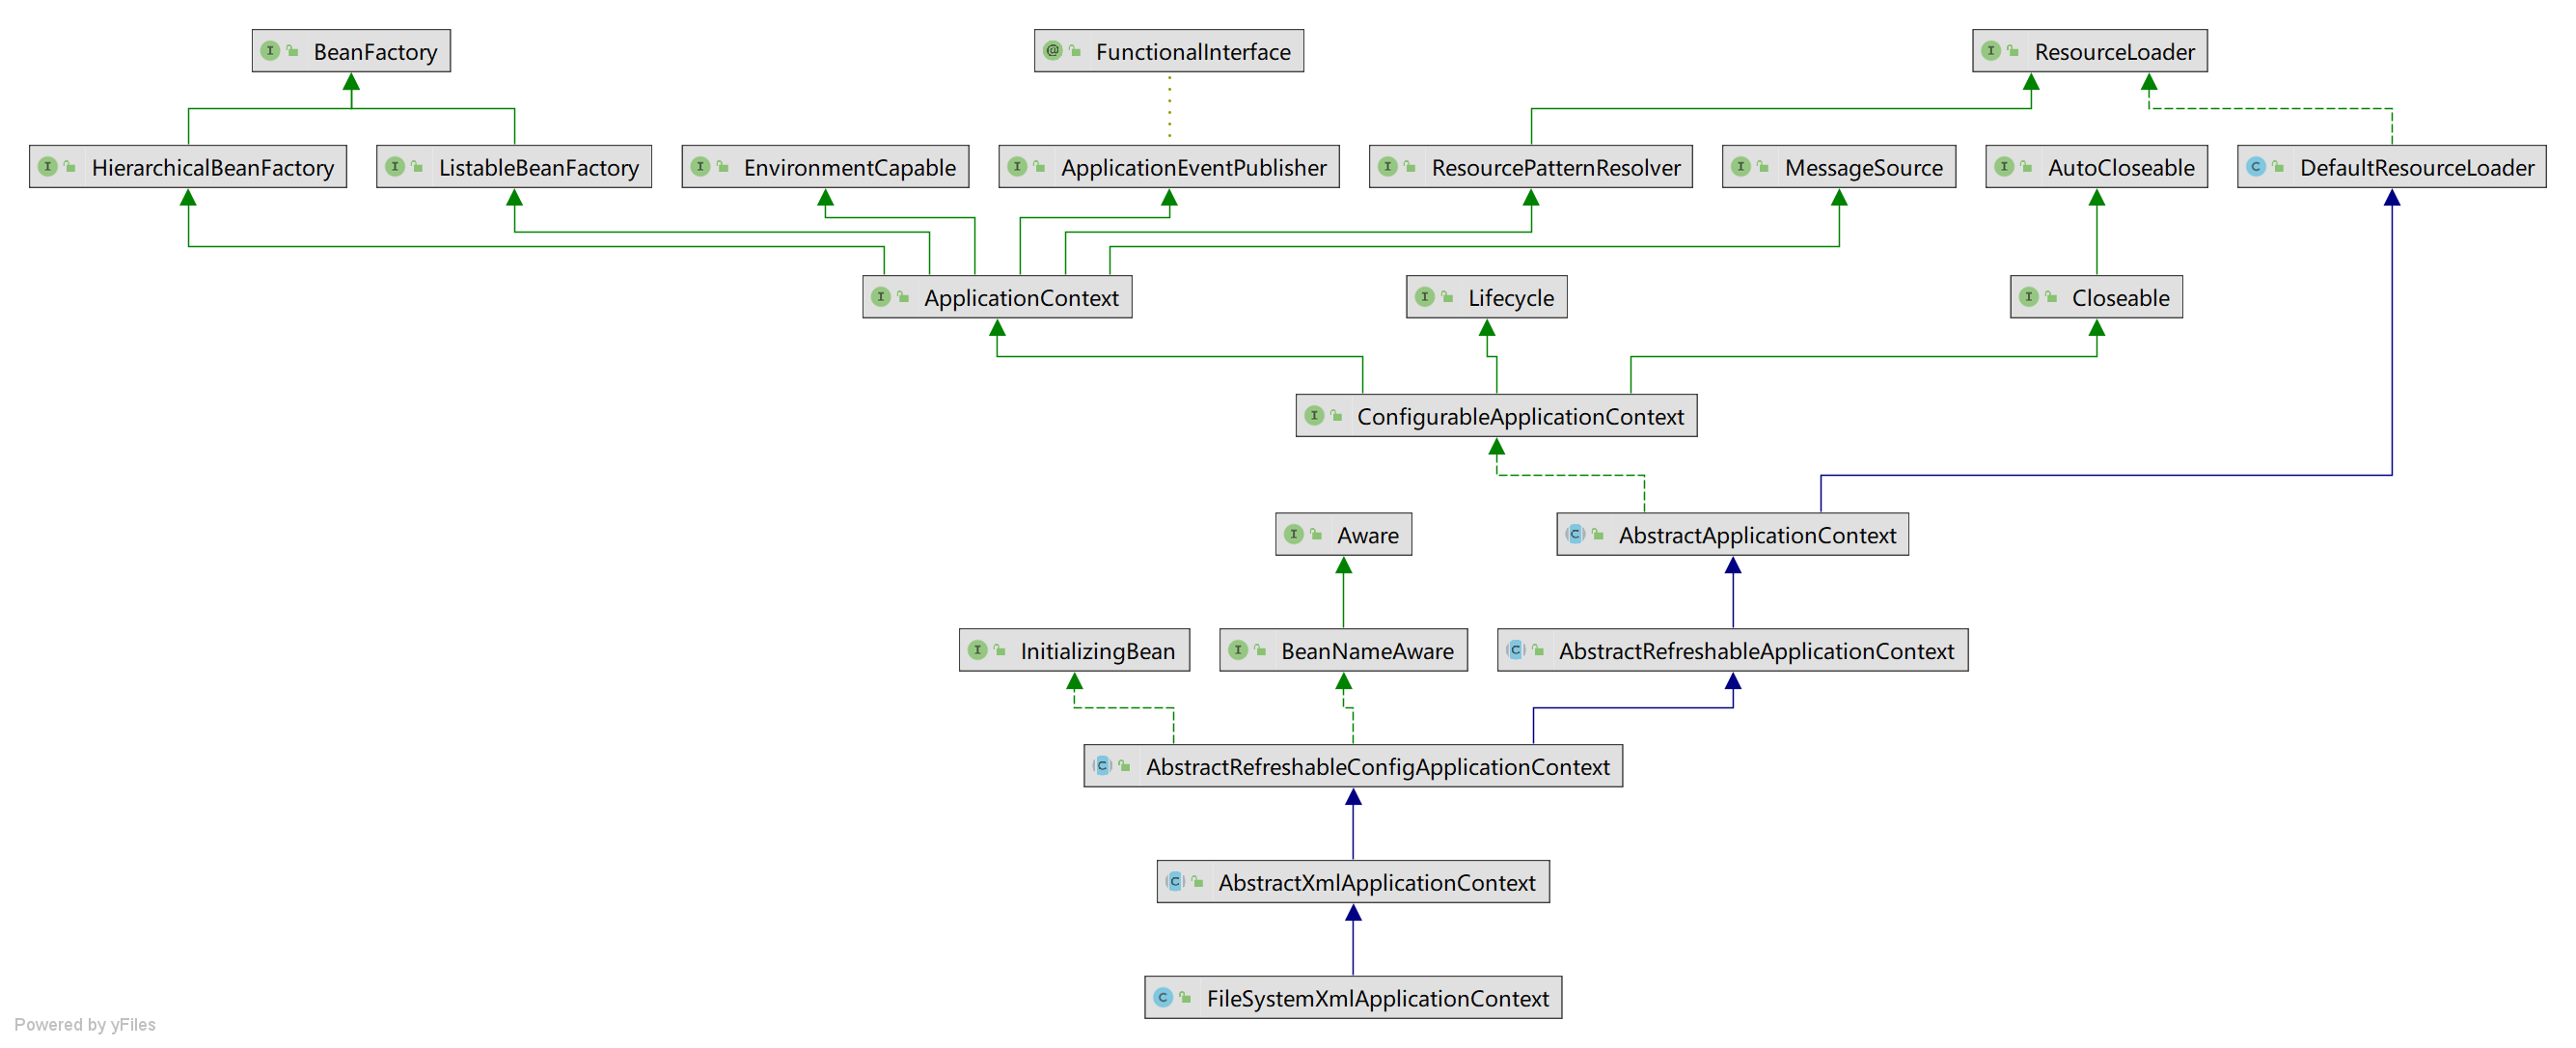 BeanFactory
FunctionalInterface
ResourceLoader
HierarchicalBeanFactory
ListableBeanFactory
EnvironmentCapable
ApplicationEventPublisher
ResourcePatternResolver
MessageSource
AutoCloseable
DefaultResourceLoader
ApplicationContext
Lifecycle
Closeable
ConfigurableApplicationContext
Aware
AbstractApplicationContext
InitializingBean
BeanNameAware
AbstractRefreshableApplicationContext
AbstractRefreshableConfigApplicationContext
AbstractXmlApplicationContext
FileSystemXmlApplicationContext
Powered by yFiles